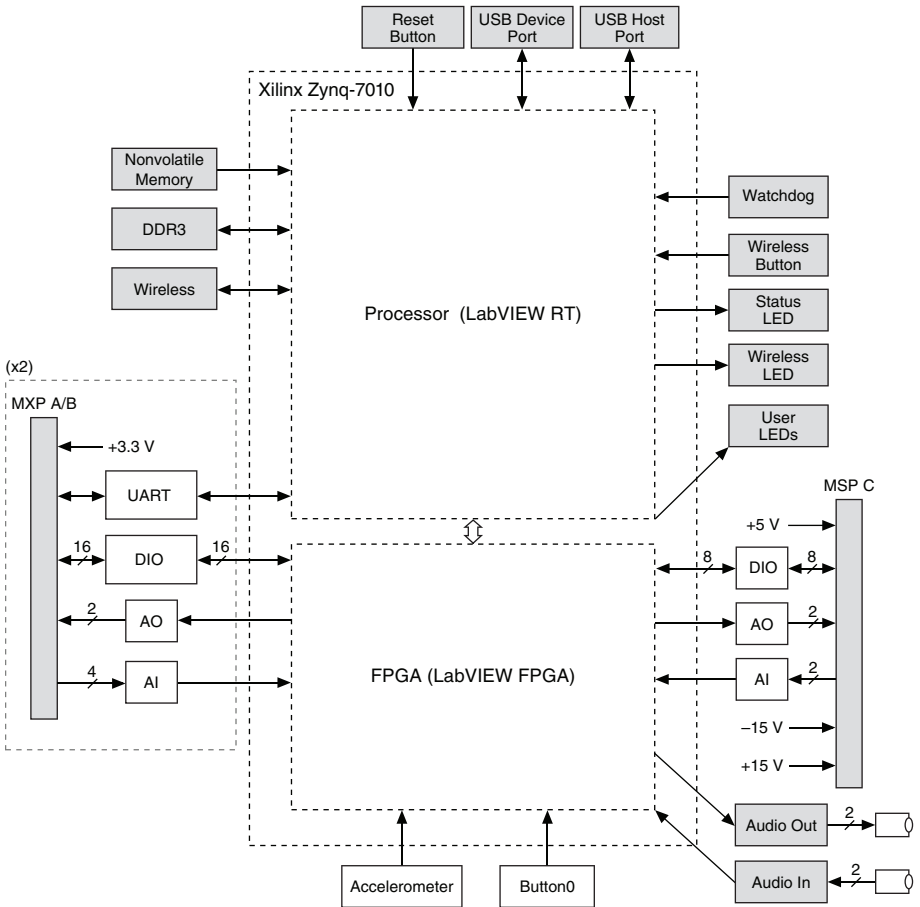 Reset
Button
USB Device
Port
USB Host
Port
Xilinx Zynq-7010
Nonvolatile
Memory
DDR3
Wireless
Processor (LabVIEW RT)
Watchdog
Wireless
Button
Status
LED
Wireless
LED
User
LEDs
(x2)
MXP A/B
+3.3 V
UART
16
DIO
16
2
AO
4
AI
FPGA (LabVIEW FPGA)
MSP C
+5 V
8
DIO
8
AO
2
AI
2
–15 V
+15 V
Audio Out
2
Audio In
2
Accelerometer
Button0